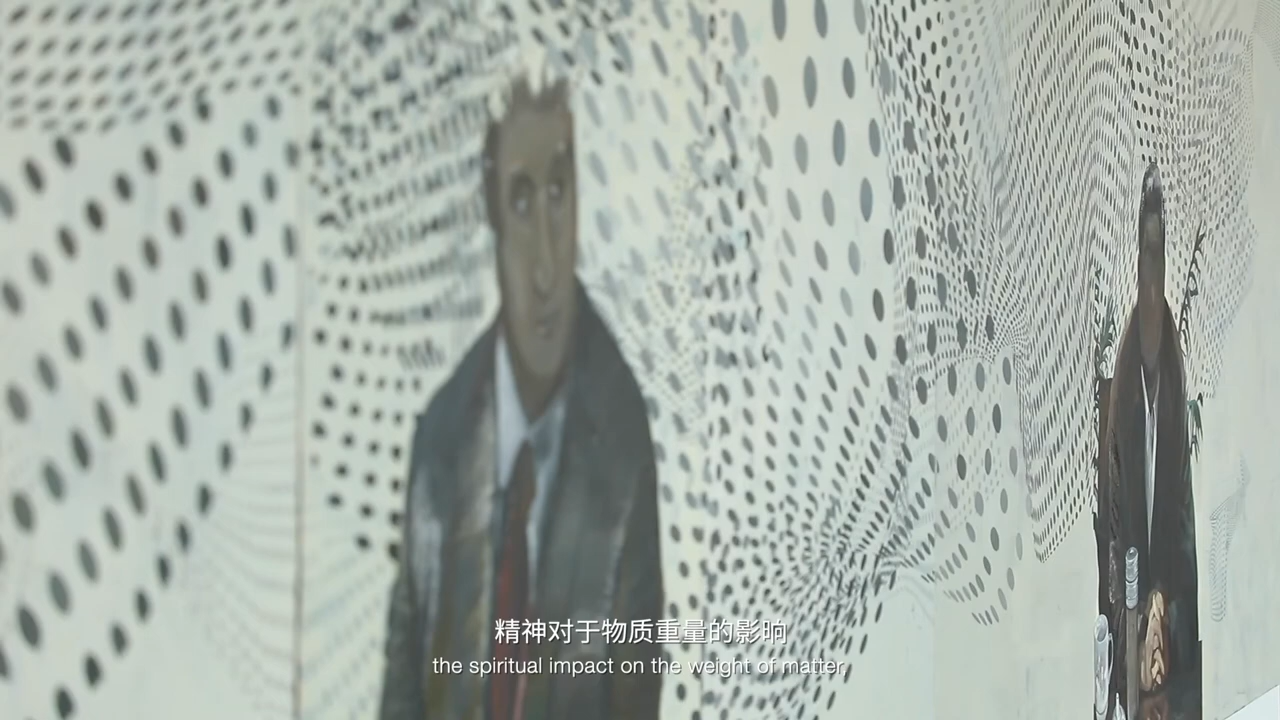 精神对于物质重量的影响
the spiritual impact on the weight of matter,